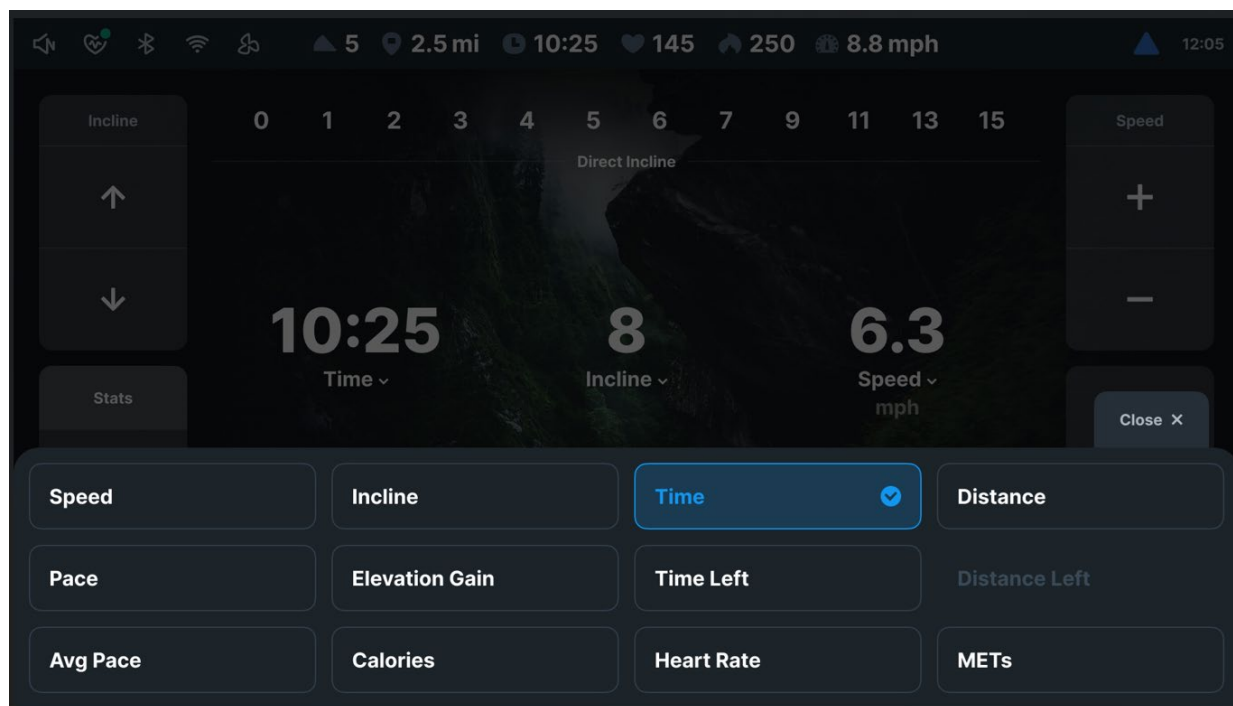 5 2.5 mi 10:25 145 250 8.8 mph 12:05
Incline 0 1 2 3 4 5 6 7 9 11 13 15 Speed
Direct Incline
10:25 8 6.3
Time Incline Speed
mph
Stats
Close
Speed Incline Time Distance
Pace Elevation Gain Time Left Distance Left
Avg Pace Calories Heart Rate METs